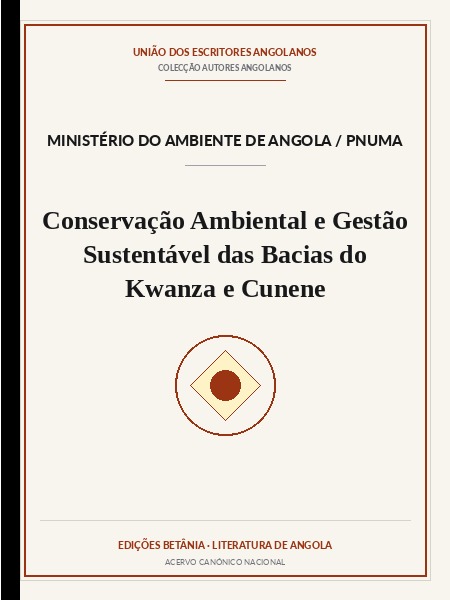 UNIÃO DOS ESCRITORES ANGOLANOS
COLECÇÃO AUTORES ANGOLANOS
MINISTÉRIO DO AMBIENTE DE ANGOLA / PNUMA
Conservação Ambiental e Gestão
Sustentável das Bacias do
Kwanza e Cunene
EDIÇÕES BETÂNIA · LITERATURA DE ANGOLA
ACERVO CANÓNICO NACIONAL